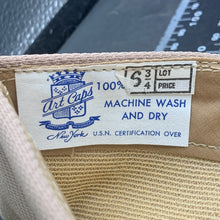 Art Caps
New York
100%
6 3/4
LOT
PRICE
MACHINE WASH
AND DRY
U.S.N. CERTIFICATION OVER